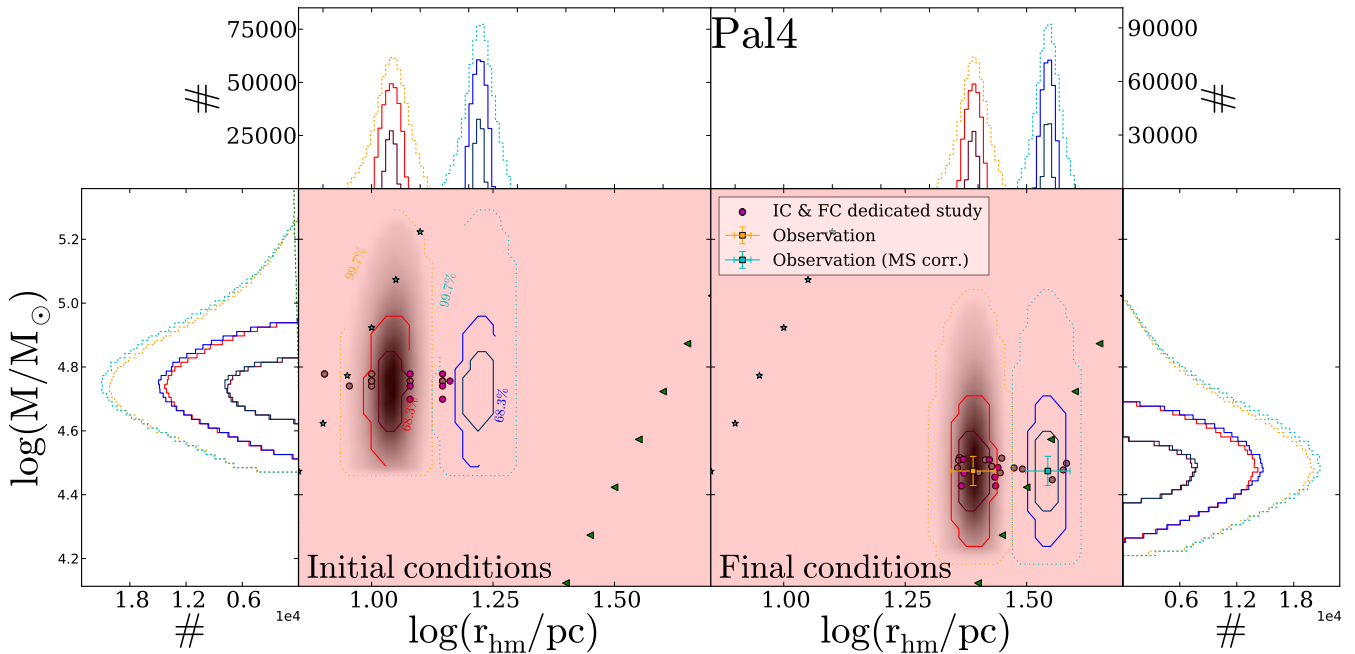 75000
50000
25000
#
Pal4
90000
60000
30000
#
5.2
5.0
4.8
4.6
4.4
4.2
log(M/M⊙)
99.7%
99.7%
68.3%
68.3%
IC & FC dedicated study
Observation
Observation (MS corr.)
Initial conditions
Final conditions
1.8 1.2 0.6
1e4
#
1.00 1.25 1.50
log(r_hm/pc)
1.00 1.25 1.50
log(r_hm/pc)
0.6 1.2 1.8
1e4
#